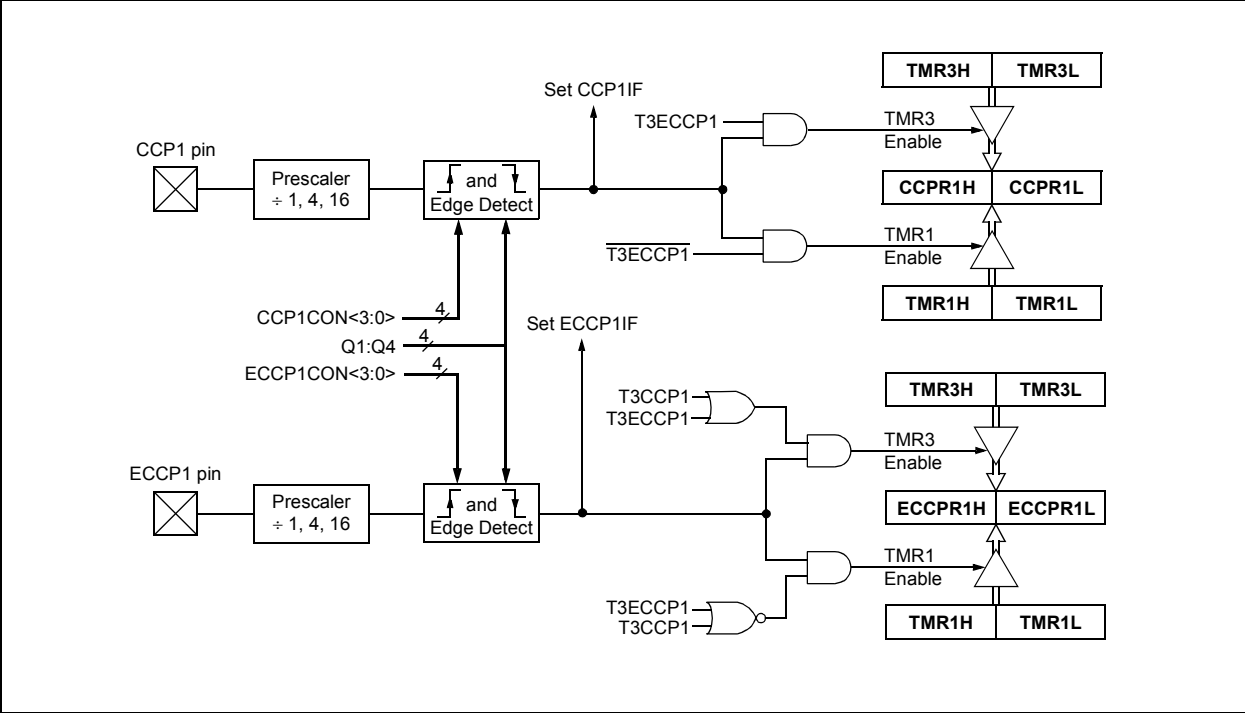 TMR3H TMR3L
Set CCP1IF
T3ECCP1
TMR3
Enable
CCP1 pin
Prescaler
÷ 1, 4, 16
and
Edge Detect
CCPR1H CCPR1L
T3ECCP1
TMR1
Enable
TMR1H TMR1L
CCP1CON<3:0> 4
Q1:Q4 4
ECCP1CON<3:0> 4
Set ECCP1IF
TMR3H TMR3L
T3CCP1
T3ECCP1
TMR3
Enable
ECCP1 pin
Prescaler
÷ 1, 4, 16
and
Edge Detect
ECCPR1H ECCPR1L
TMR1
Enable
T3ECCP1
T3CCP1
TMR1H TMR1L